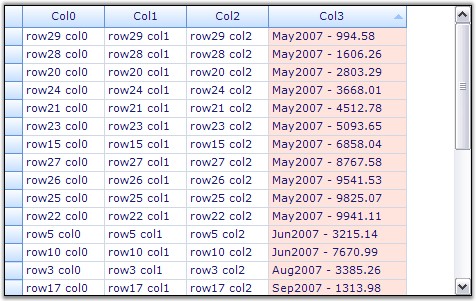 Col0 Col1 Col2 Col3
row29 col0 row29 col1 row29 col2 May2007 - 994.58
row28 col0 row28 col1 row28 col2 May2007 - 1606.26
row20 col0 row20 col1 row20 col2 May2007 - 2803.29
row24 col0 row24 col1 row24 col2 May2007 - 3668.01
row21 col0 row21 col1 row21 col2 May2007 - 4512.78
row23 col0 row23 col1 row23 col2 May2007 - 5093.65
row15 col0 row15 col1 row15 col2 May2007 - 6858.04
row27 col0 row27 col1 row27 col2 May2007 - 8767.58
row26 col0 row26 col1 row26 col2 May2007 - 9541.53
row25 col0 row25 col1 row25 col2 May2007 - 9825.07
row22 col0 row22 col1 row22 col2 May2007 - 9941.11
row5 col0 row5 col1 row5 col2 Jun2007 - 3215.14
row10 col0 row10 col1 row10 col2 Jun2007 - 7670.99
row3 col0 row3 col1 row3 col2 Aug2007 - 3385.26
row17 col0 row17 col1 row17 col2 Sep2007 - 1313.98